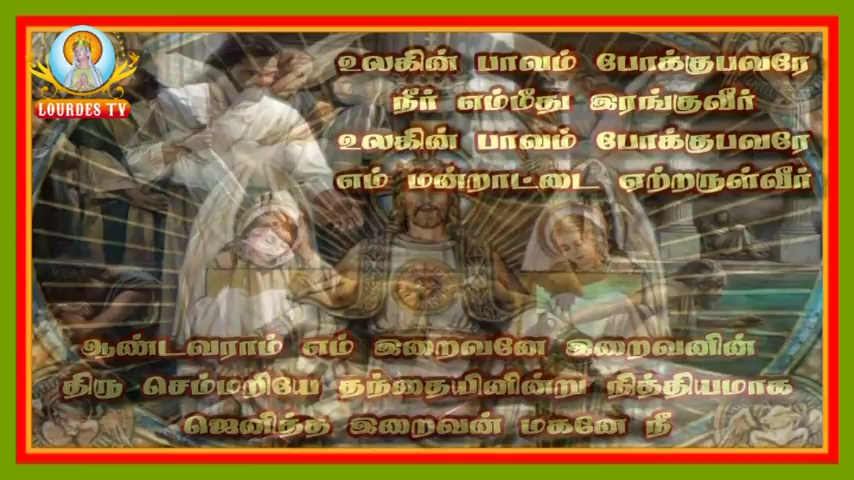 LOURDES TV
உலகின் பாவம் போக்குபவரே
நீர் எம்மீது இரங்குவீர்
உலகின் பாவம் போக்குபவரே
எம் மன்றாட்டை ஏற்றருள்வீர்
ஆண்டவராம் எம் இறைவனே இறைவனின்
திரு செம்மறியே தந்தையினின்று நித்தியமாக
ஜெனித்த இறைவன் மகனே நீ